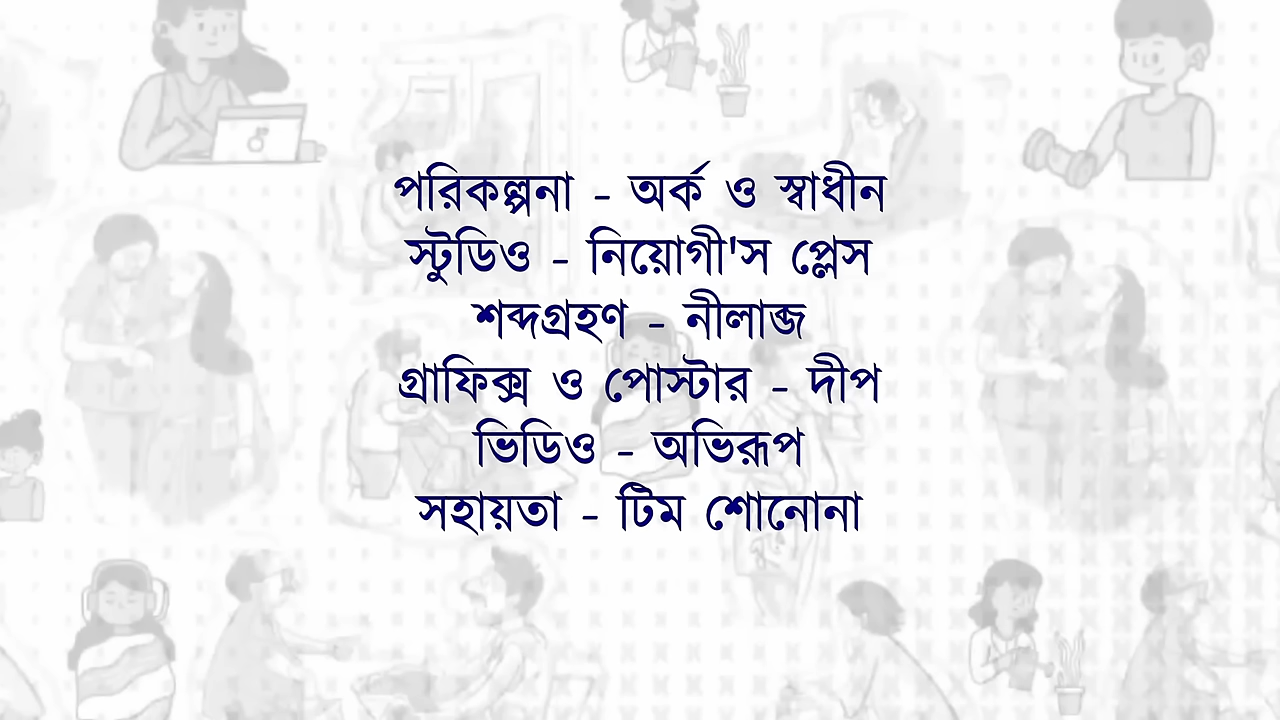 পরিকল্পনা - অর্ক ও স্বাধীন
স্টুডিও - নিয়োগী'স প্লেস
শব্দগ্রহণ - নীলাব্জ
গ্রাফিক্স ও পোস্টার - দীপ
ভিডিও - অভিরূপ
সহায়তা - টিম শোনোনা